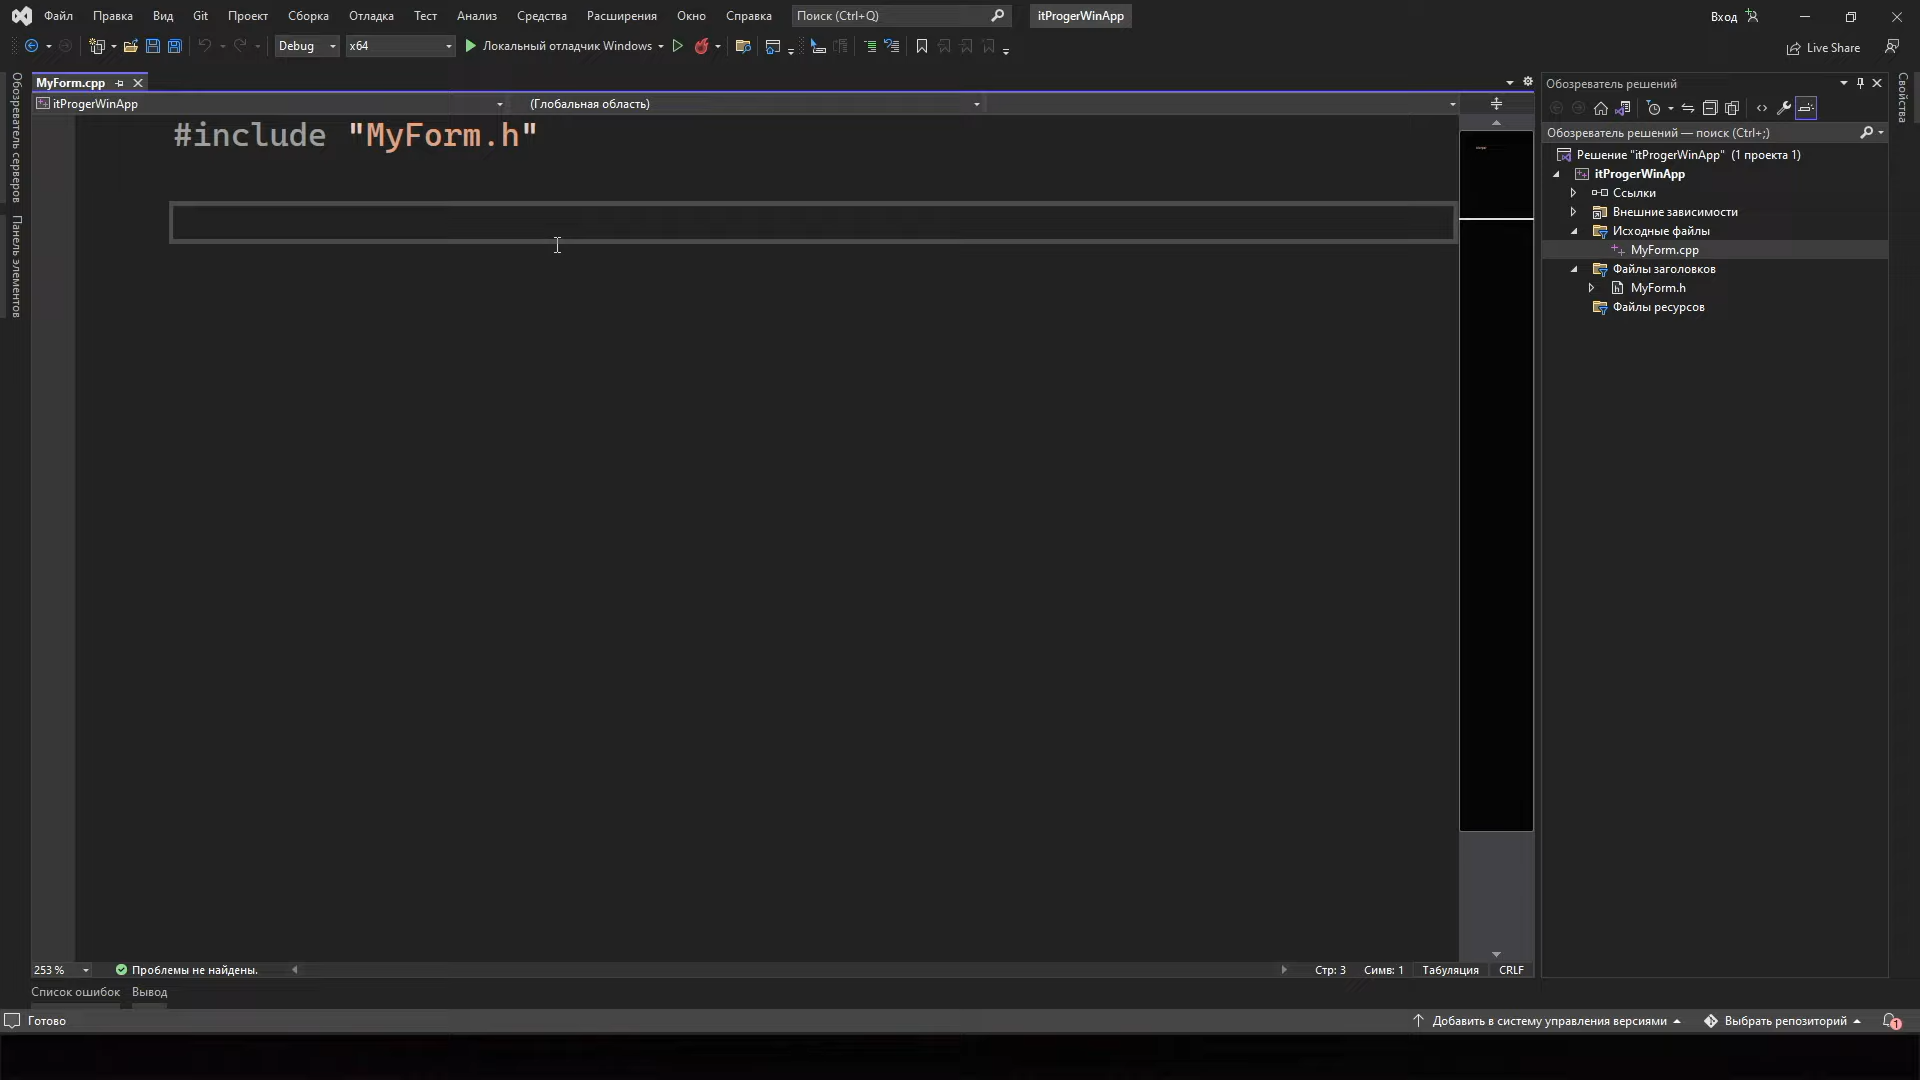 Файл Правка Вид Git Проект Сборка Отладка Тест Анализ Средства Расширения Окно Справка Поиск (Ctrl+Q) itProgerWinApp Вход
Debug x64 Локальный отладчик Windows Live Share
Обозреватель серверов
Панель элементов
MyForm.cpp
itProgerWinApp (Глобальная область)
#include "MyForm.h"
253 % Проблемы не найдены. Стр: 3 Симв: 1 Табуляция CRLF
Обозреватель решений
Обозреватель решений — поиск (Ctrl+;)
Решение "itProgerWinApp" (1 проекта 1)
itProgerWinApp
Ссылки
Внешние зависимости
Исходные файлы
MyForm.cpp
Файлы заголовков
MyForm.h
Файлы ресурсов
Свойства
Список ошибок Вывод
Готово Добавить в систему управления версиями Выбрать репозиторий 1